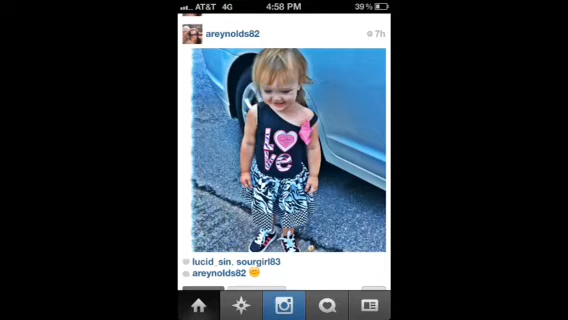 AT&T 4G 4:58 PM 39%
areynolds82 7h
LOVE
lucid_sin, sourgirl83
areynolds82